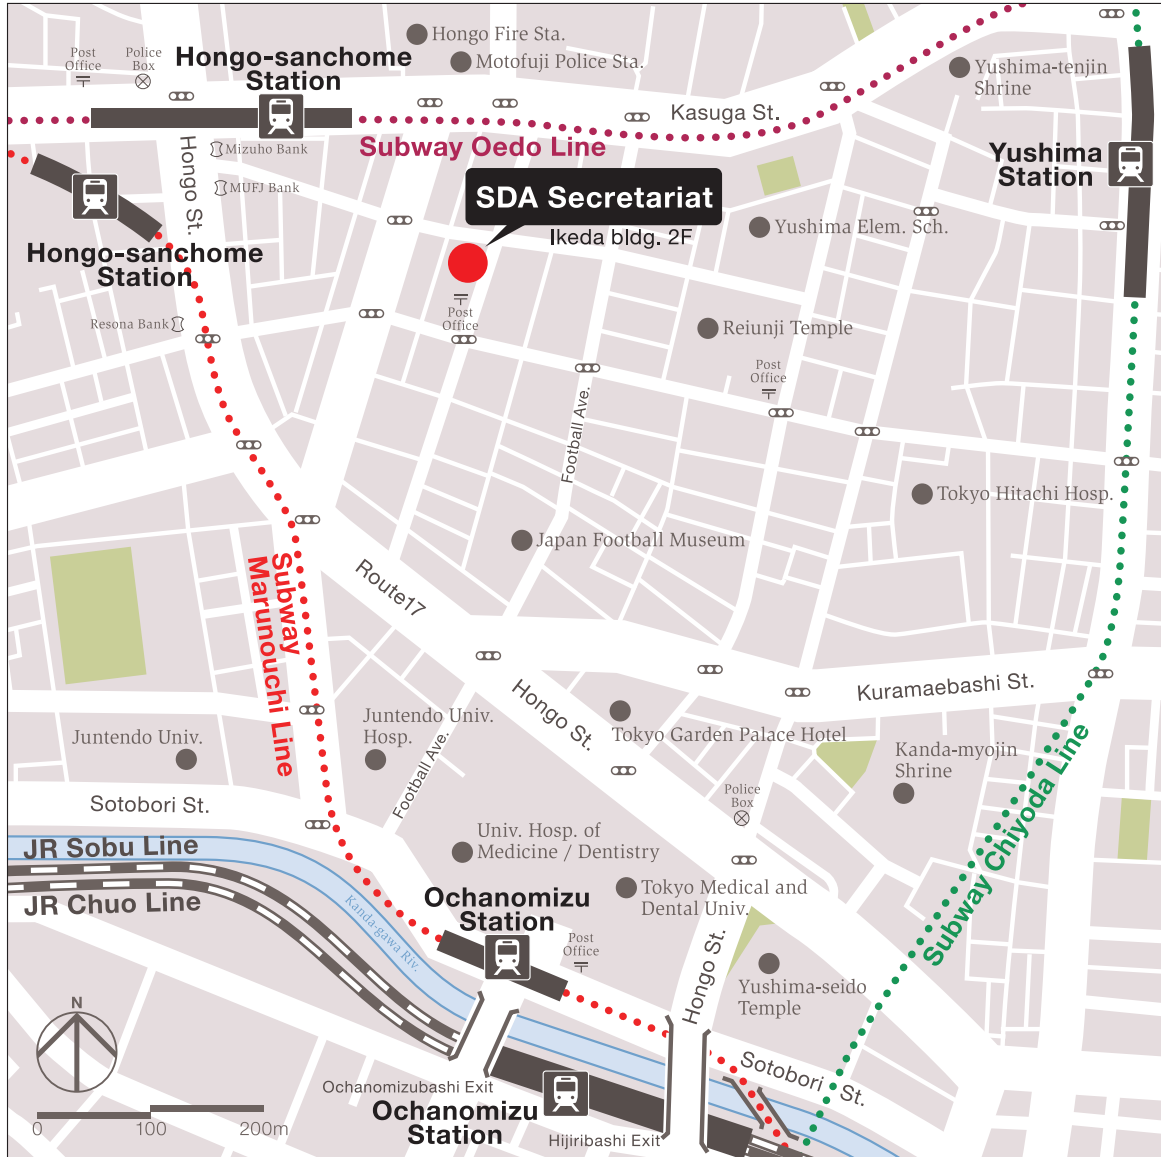 Hongo Fire Sta.
Motofuji Police Sta.
Post
Office
Police
Box
Hongo-sanchome
Station
Yushima-tenjin
Shrine
Kasuga St.
Subway Oedo Line
Hongo St.
Mizuho Bank
MUFJ Bank
Yushima
Station
SDA Secretariat
Ikeda bldg. 2F
Yushima Elem. Sch.
Hongo-sanchome
Station
Resona Bank
Post
Office
Reiunji Temple
Post
Office
Football Ave.
Tokyo Hitachi Hosp.
Japan Football Museum
Subway
Marunouchi Line
Route17
Kuramaebashi St.
Hongo St.
Juntendo Univ.
Juntendo Univ.
Hosp.
Tokyo Garden Palace Hotel
Kanda-myojin
Shrine
Football Ave.
Sotobori St.
Police
Box
Subway Chiyoda Line
JR Sobu Line
JR Chuo Line
Univ. Hosp. of
Medicine / Dentistry
Tokyo Medical and
Dental Univ.
Kanda-gawa Riv.
Ochanomizu
Station
Post
Office
Hongo St.
Yushima-seido
Temple
N
Sotobori St.
Ochanomizubashi Exit
Ochanomizu
Station
Hijiribashi Exit
0 100 200m